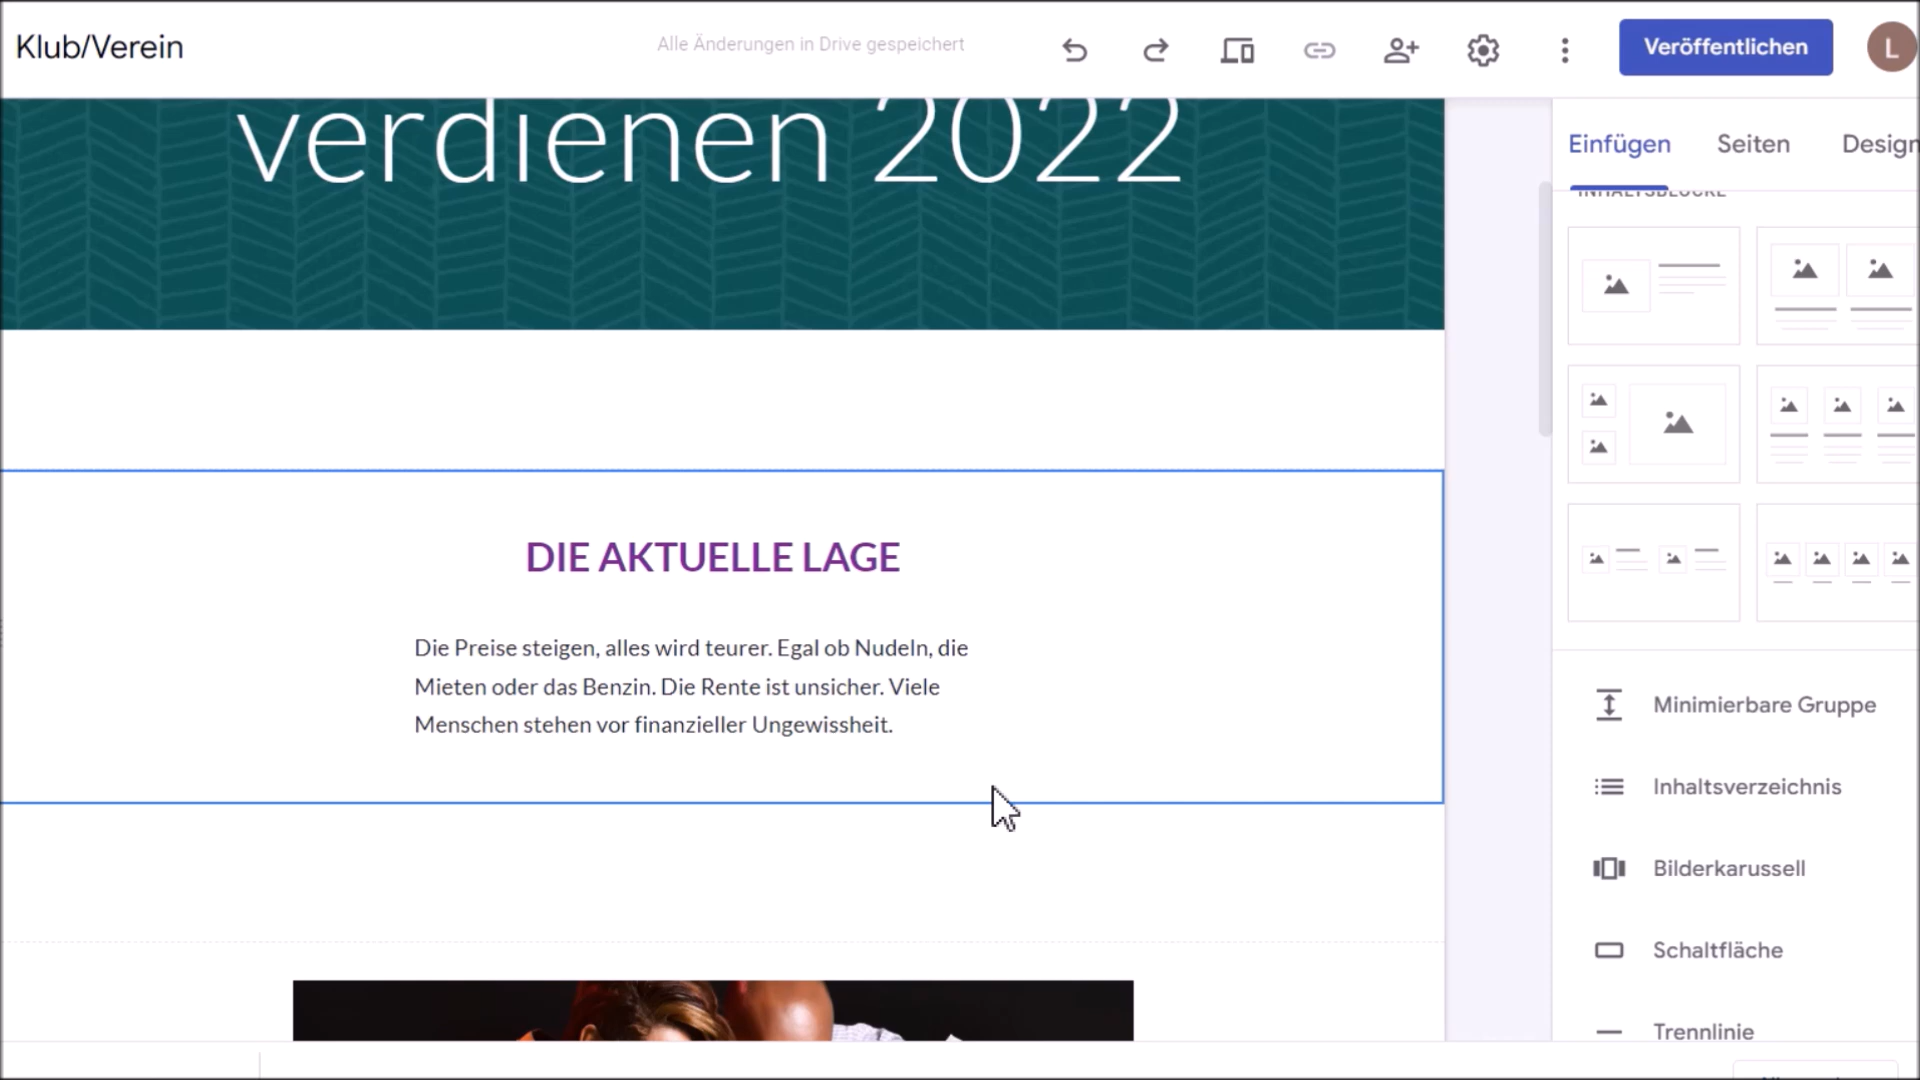 Klub/Verein
Alle Änderungen in Drive gespeichert
Veröffentlichen
L
verdienen 2022
Einfügen
Seiten
Design
INHALTSBLÖCKE
DIE AKTUELLE LAGE
Die Preise steigen, alles wird teurer. Egal ob Nudeln, die
Mieten oder das Benzin. Die Rente ist unsicher. Viele
Menschen stehen vor finanzieller Ungewissheit.
Minimierbare Gruppe
Inhaltsverzeichnis
Bilderkarussell
Schaltfläche
Trennlinie